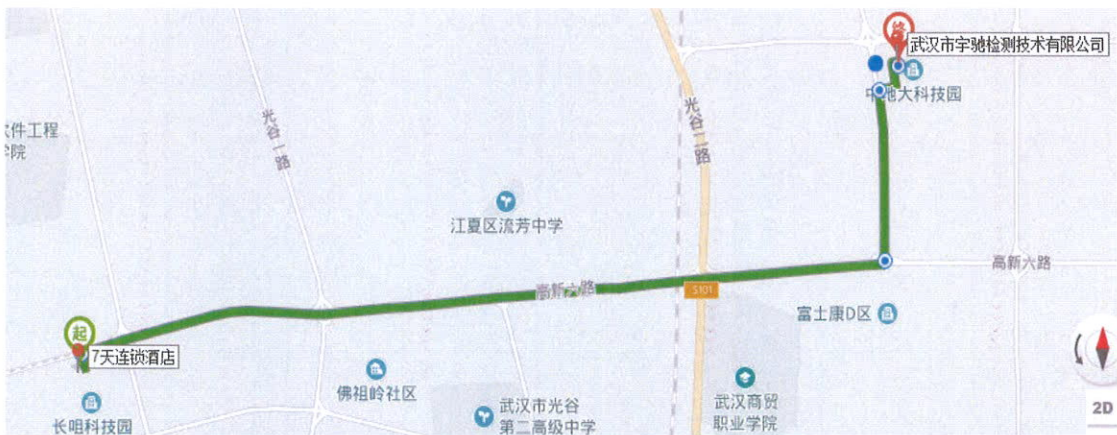 终
武汉市宇驰检测技术有限公司
中地大科技园
光谷一路
光谷二路
件工程
学院
江夏区流芳中学
高新六路
高新六路
S101
富士康D区
起
7天连锁酒店
佛祖岭社区
长咀科技园
武汉市光谷
第二高级中学
武汉商贸
职业学院
2D